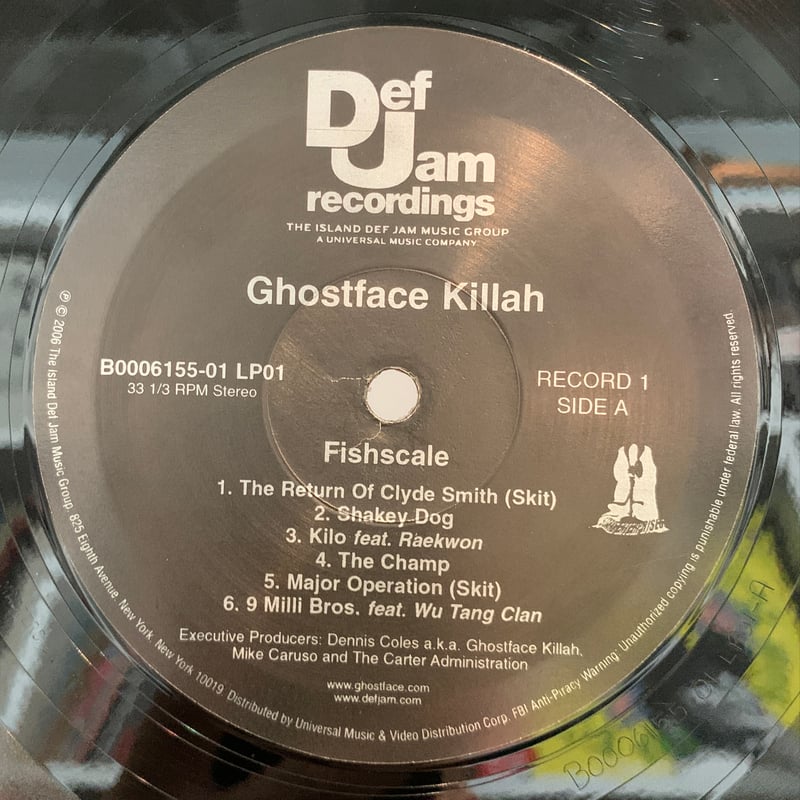 Def
Jam
recordings
THE ISLAND DEF JAM MUSIC GROUP
A UNIVERSAL MUSIC COMPANY
Ghostface Killah
B0006155-01 LP01
33 1/3 RPM Stereo
RECORD 1
SIDE A
Fishscale
1. The Return Of Clyde Smith (Skit)
2. Shakey Dog
3. Kilo feat. Raekwon
4. The Champ
5. Major Operation (Skit)
6. 9 Milli Bros. feat. Wu Tang Clan
Executive Producers: Dennis Coles a.k.a. Ghostface Killah,
Mike Caruso and The Carter Administration
www.ghostface.com
www.defjam.com
℗ © 2006 The Island Def Jam Music Group, 825 Eighth Avenue, New York, New York 10019. Distributed by Universal Music & Video Distribution Corp. FBI Anti-Piracy Warning: Unauthorized copying is punishable under federal law. All rights reserved.